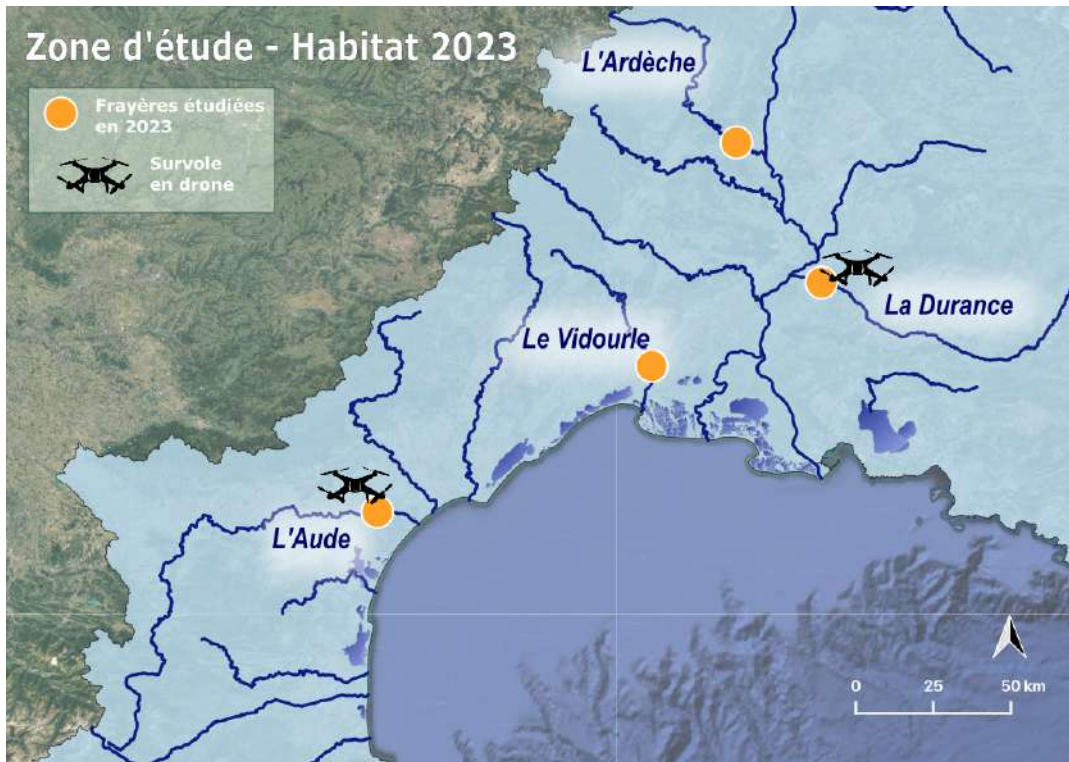 Zone d'étude - Habitat 2023
Frayères étudiées
en 2023
Survole
en drone
L'Ardèche
La Durance
Le Vidourle
L'Aude
0 25 50 km